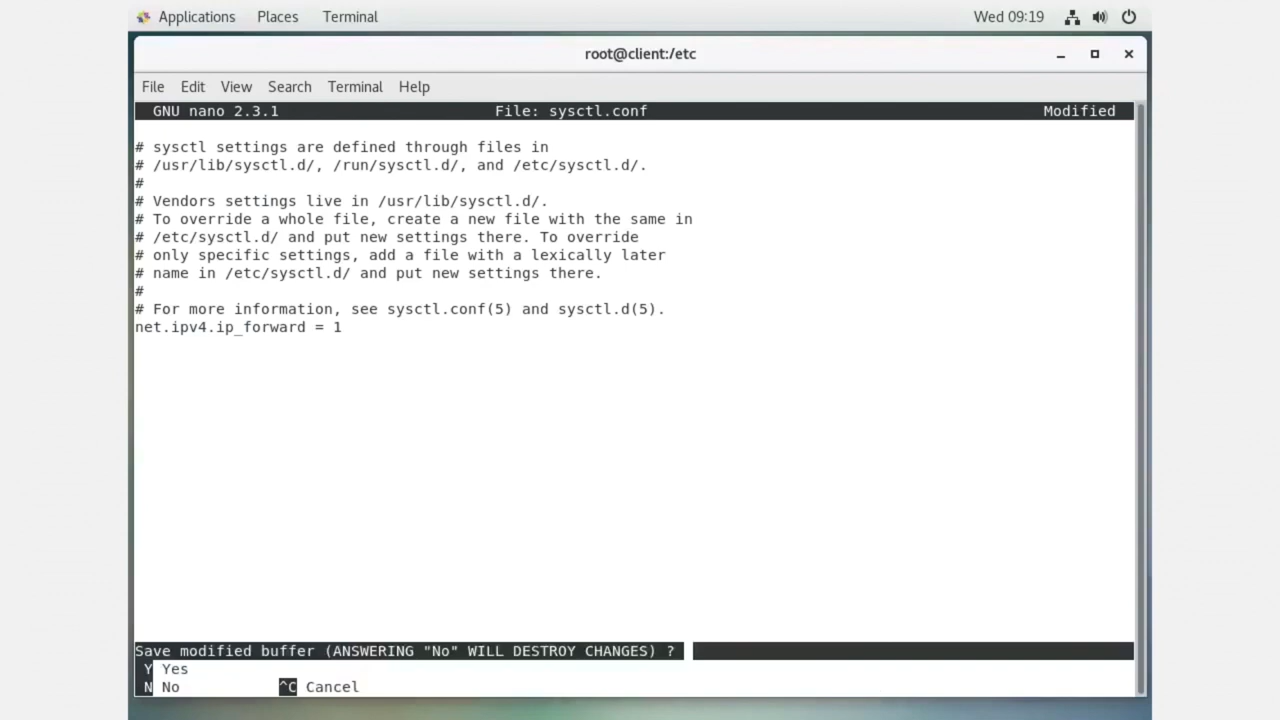 Applications Places Terminal Wed 09:19
root@client:/etc
File Edit View Search Terminal Help
GNU nano 2.3.1 File: sysctl.conf Modified
# sysctl settings are defined through files in
# /usr/lib/sysctl.d/, /run/sysctl.d/, and /etc/sysctl.d/.
#
# Vendors settings live in /usr/lib/sysctl.d/.
# To override a whole file, create a new file with the same in
# /etc/sysctl.d/ and put new settings there. To override
# only specific settings, add a file with a lexically later
# name in /etc/sysctl.d/ and put new settings there.
#
# For more information, see sysctl.conf(5) and sysctl.d(5).
net.ipv4.ip_forward = 1
Save modified buffer (ANSWERING "No" WILL DESTROY CHANGES) ?
Y Yes
N No ^C Cancel